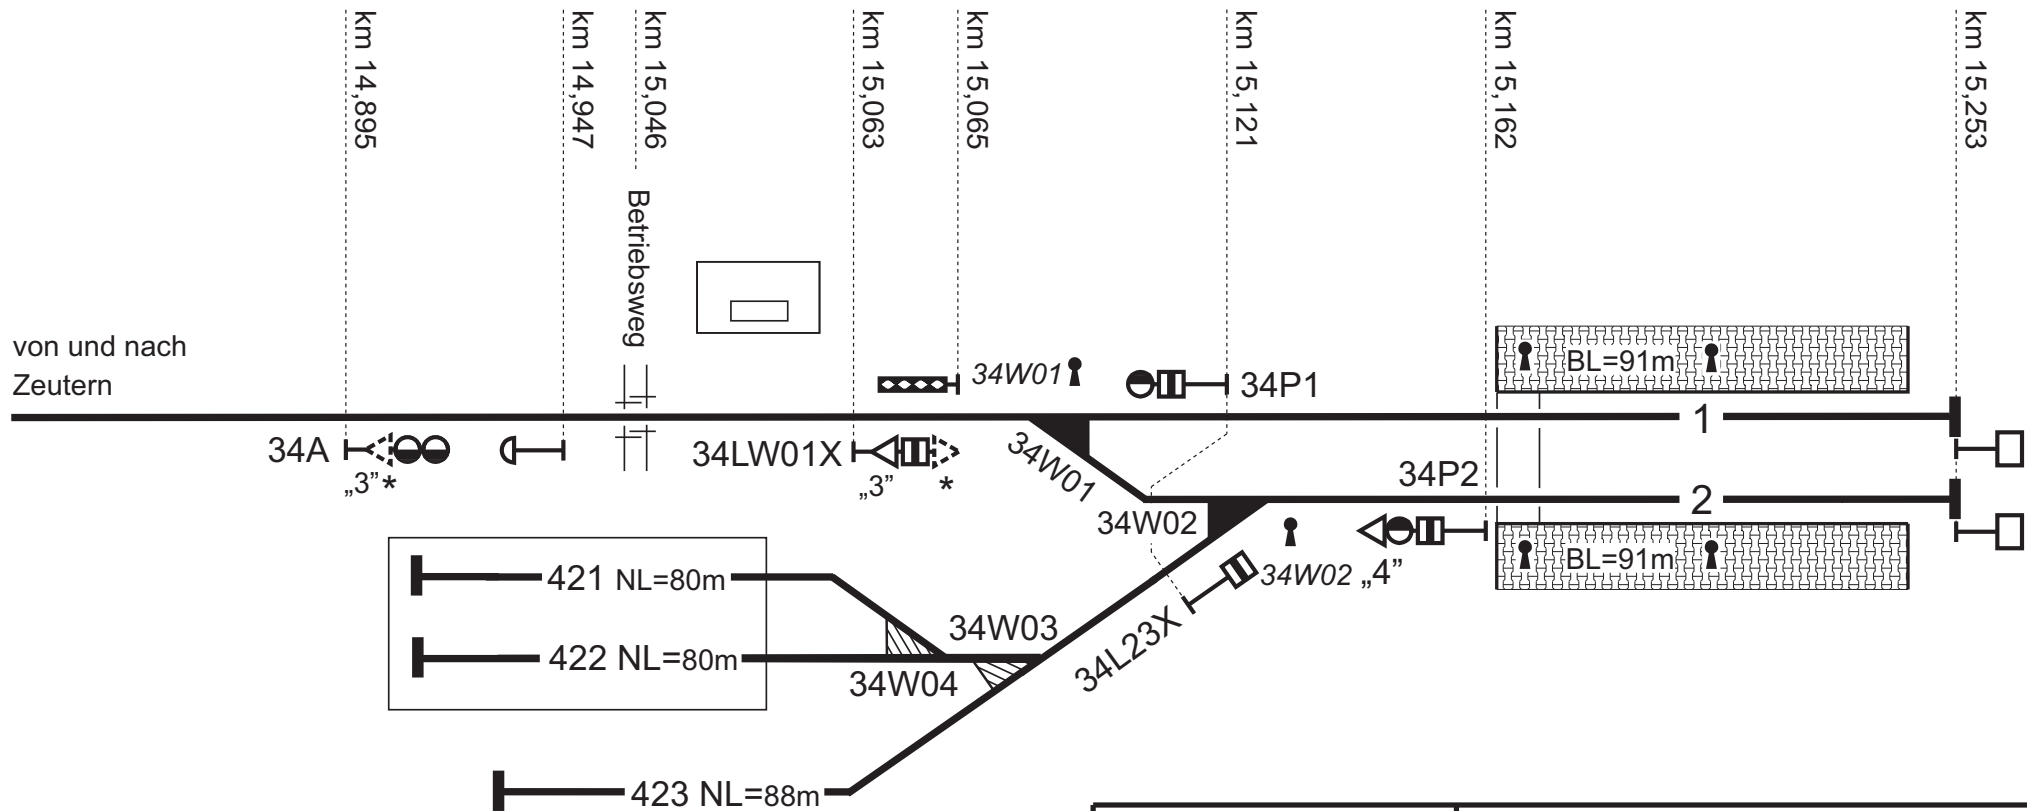 km 14,895
km 14,947
km 15,046
km 15,063
km 15,065
km 15,121
km 15,162
km 15,253
Betriebsweg
von und nach
Zeutern
34W01
34P1
BL=91m
1
34A
„3”*
34LW01X
„3” *
34W01
34P2
2
34W02
BL=91m
34W02 „4”
34L23X
421 NL=80m
34W03
422 NL=80m
34W04
423 NL=88m